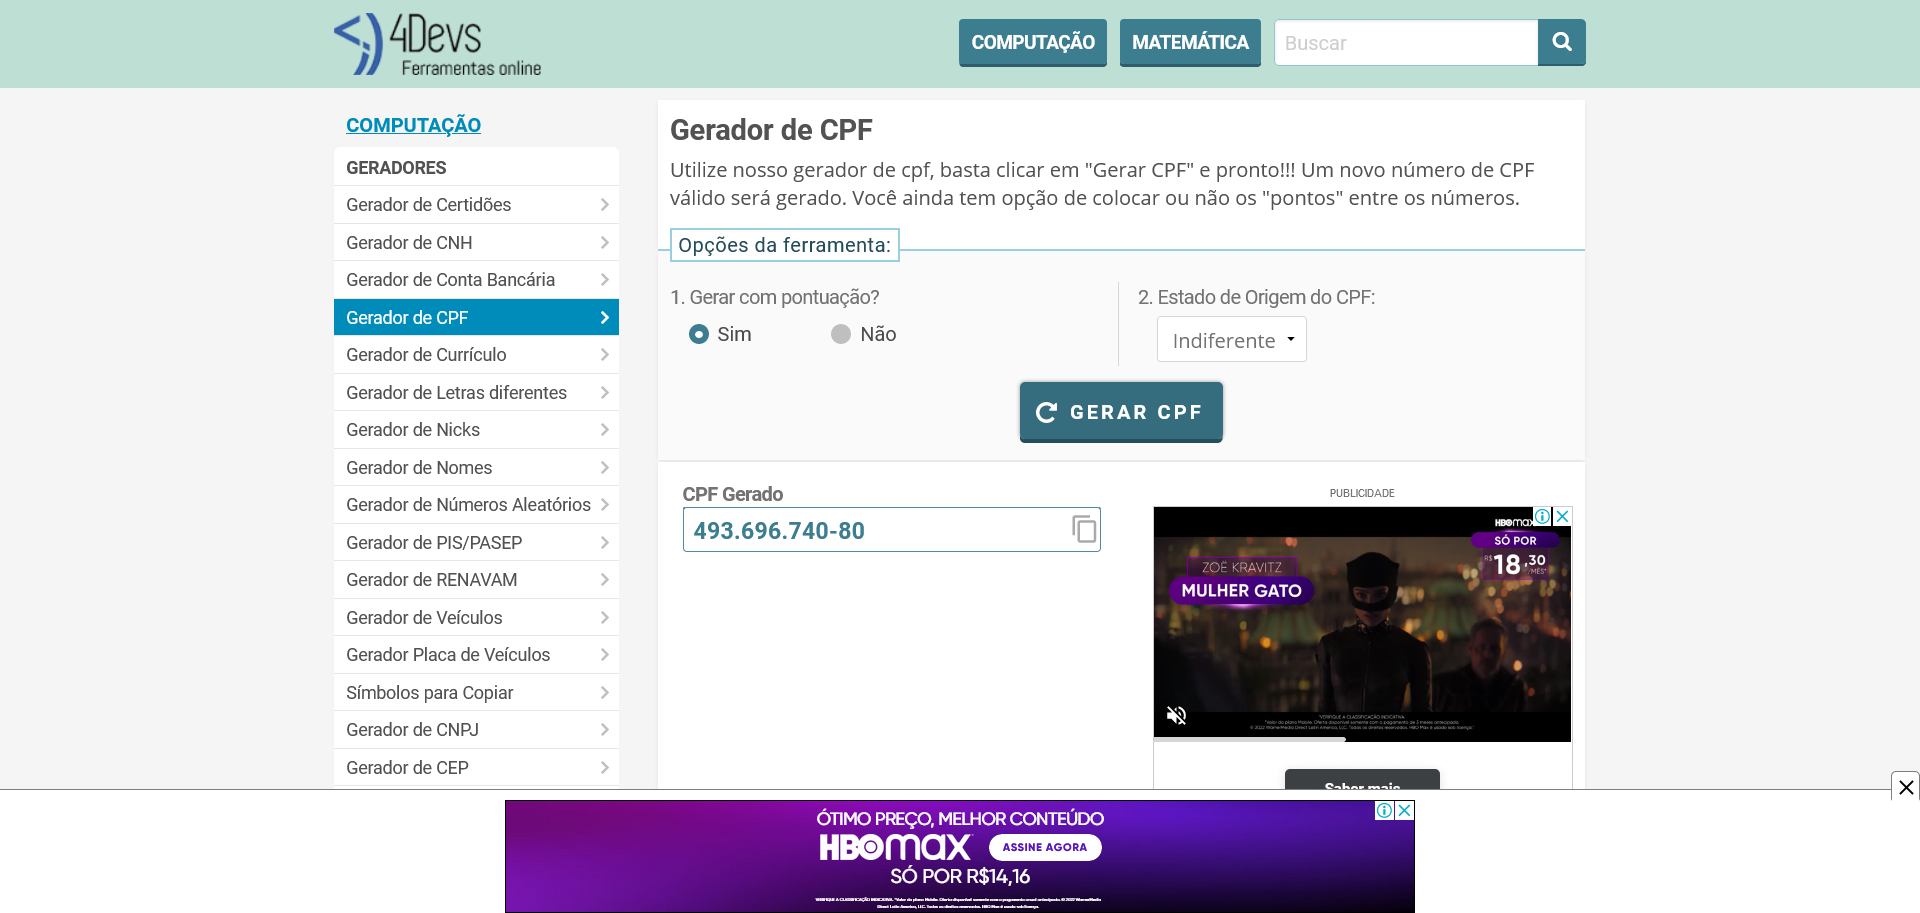 4Devs
Ferramentas online
COMPUTAÇÃO
MATEMÁTICA
Buscar
COMPUTAÇÃO
GERADORES
Gerador de Certidões
Gerador de CNH
Gerador de Conta Bancária
Gerador de CPF
Gerador de Currículo
Gerador de Letras diferentes
Gerador de Nicks
Gerador de Nomes
Gerador de Números Aleatórios
Gerador de PIS/PASEP
Gerador de RENAVAM
Gerador de Veículos
Gerador Placa de Veículos
Símbolos para Copiar
Gerador de CNPJ
Gerador de CEP
Gerador de CPF
Utilize nosso gerador de cpf, basta clicar em "Gerar CPF" e pronto!!! Um novo número de CPF
válido será gerado. Você ainda tem opção de colocar ou não os "pontos" entre os números.
Opções da ferramenta:
1. Gerar com pontuação?
Sim
Não
2. Estado de Origem do CPF:
Indiferente
GERAR CPF
CPF Gerado
493.696.740-80
PUBLICIDADE
HBOmax
SÓ POR
R$18,30
/MÊS*
ZOË KRAVITZ
MULHER GATO
Saber mais
ÓTIMO PREÇO, MELHOR CONTEÚDO
HBOmax
ASSINE AGORA
SÓ POR R$14,16